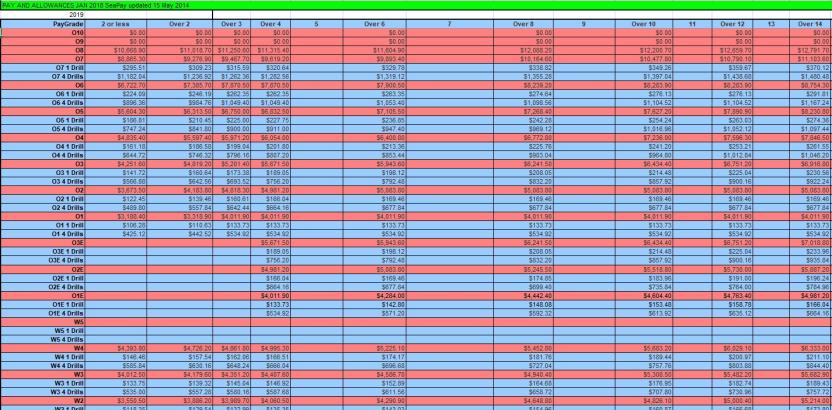 PAY AND ALLOWANCES JAN 2018 SeaPay updated 15 May 2014
2019
PayGrade 2 or less Over 2 Over 3 Over 4 5 Over 6 7 Over 8 9 Over 10 11 Over 12 13 Over 14
O10 $0.00 $0.00 $0.00 $0.00 $0.00 $0.00 $0.00 $0.00 $0.00
O9 $0.00 $0.00 $0.00 $0.00 $0.00 $0.00 $0.00 $0.00 $0.00
O8 $10,668.90 $11,018.70 $11,250.60 $11,315.40 $11,604.90 $12,088.20 $12,200.70 $12,659.70 $12,791.70
O7 $8,865.30 $9,276.90 $9,467.70 $9,619.20 $9,893.40 $10,164.60 $10,477.80 $10,790.10 $11,103.60
O7 1 Drill $295.51 $309.23 $315.59 $320.64 $329.78 $338.82 $349.26 $359.67 $370.12
O7 4 Drills $1,182.04 $1,236.92 $1,262.36 $1,282.56 $1,319.12 $1,355.28 $1,397.04 $1,438.68 $1,480.48
O6 $6,722.70 $7,385.70 $7,870.50 $7,870.50 $7,900.50 $8,239.20 $8,283.90 $8,283.90 $8,754.30
O6 1 Drill $224.09 $246.19 $262.35 $262.35 $263.35 $274.64 $276.13 $276.13 $291.81
O6 4 Drills $896.36 $984.76 $1,049.40 $1,049.40 $1,053.40 $1,098.56 $1,104.52 $1,104.52 $1,167.24
O5 $5,604.30 $6,313.50 $6,750.00 $6,832.50 $7,105.50 $7,268.40 $7,627.20 $7,890.90 $8,230.80
O5 1 Drill $186.81 $210.45 $225.00 $227.75 $236.85 $242.28 $254.24 $263.03 $274.36
O5 4 Drills $747.24 $841.80 $900.00 $911.00 $947.40 $969.12 $1,016.96 $1,052.12 $1,097.44
O4 $4,835.40 $5,597.40 $5,971.20 $6,054.00 $6,400.80 $6,772.80 $7,236.00 $7,596.30 $7,846.50
O4 1 Drill $161.18 $186.58 $199.04 $201.80 $213.36 $225.76 $241.20 $253.21 $261.55
O4 4 Drills $644.72 $746.32 $796.16 $807.20 $853.44 $903.04 $964.80 $1,012.84 $1,046.20
O3 $4,251.60 $4,819.20 $5,201.40 $5,671.50 $5,943.60 $6,241.50 $6,434.40 $6,751.20 $6,916.80
O3 1 Drill $141.72 $160.64 $173.38 $189.05 $198.12 $208.05 $214.48 $225.04 $230.56
O3 4 Drills $566.88 $642.56 $693.52 $756.20 $792.48 $832.20 $857.92 $900.16 $922.24
O2 $3,673.50 $4,183.80 $4,818.30 $4,981.20 $5,083.80 $5,083.80 $5,083.80 $5,083.80 $5,083.80
O2 1 Drill $122.45 $139.46 $160.61 $166.04 $169.46 $169.46 $169.46 $169.46 $169.46
O2 4 Drills $489.80 $557.84 $642.44 $664.16 $677.84 $677.84 $677.84 $677.84 $677.84
O1 $3,188.40 $3,318.90 $4,011.90 $4,011.90 $4,011.90 $4,011.90 $4,011.90 $4,011.90 $4,011.90
O1 1 Drill $106.28 $110.63 $133.73 $133.73 $133.73 $133.73 $133.73 $133.73 $133.73
O1 4 Drills $425.12 $442.52 $534.92 $534.92 $534.92 $534.92 $534.92 $534.92 $534.92
O3E $5,671.50 $5,943.60 $6,241.50 $6,434.40 $6,751.20 $7,018.80
O3E 1 Drill $189.05 $198.12 $208.05 $214.48 $225.04 $233.96
O3E 4 Drills $756.20 $792.48 $832.20 $857.92 $900.16 $935.84
O2E $4,981.20 $5,083.80 $5,245.50 $5,518.80 $5,730.00 $5,887.20
O2E 1 Drill $166.04 $169.46 $174.85 $183.96 $191.00 $196.24
O2E 4 Drills $664.16 $677.84 $699.40 $735.84 $764.00 $784.96
O1E $4,011.90 $4,284.00 $4,442.40 $4,604.40 $4,763.40 $4,981.20
O1E 1 Drill $133.73 $142.80 $148.08 $153.48 $158.78 $166.04
O1E 4 Drills $534.92 $571.20 $592.32 $613.92 $635.12 $664.16
W5
W5 1 Drill
W5 4 Drills
W4 $4,393.80 $4,726.20 $4,861.80 $4,995.30 $5,225.10 $5,452.80 $5,683.20 $6,029.10 $6,333.00
W4 1 Drill $146.46 $157.54 $162.06 $166.51 $174.17 $181.76 $189.44 $200.97 $211.10
W4 4 Drills $585.84 $630.16 $648.24 $666.04 $696.68 $727.04 $757.76 $803.88 $844.40
W3 $4,012.50 $4,179.60 $4,351.20 $4,407.60 $4,586.70 $4,940.40 $5,308.50 $5,482.20 $5,682.90
W3 1 Drill $133.75 $139.32 $145.04 $146.92 $152.89 $164.68 $176.95 $182.74 $189.43
W3 4 Drills $535.00 $557.28 $580.16 $587.68 $611.56 $658.72 $707.80 $730.96 $757.72
W2 $3,550.50 $3,886.20 $3,989.70 $4,060.50 $4,290.90 $4,648.80 $4,826.10 $5,000.40 $5,214.00